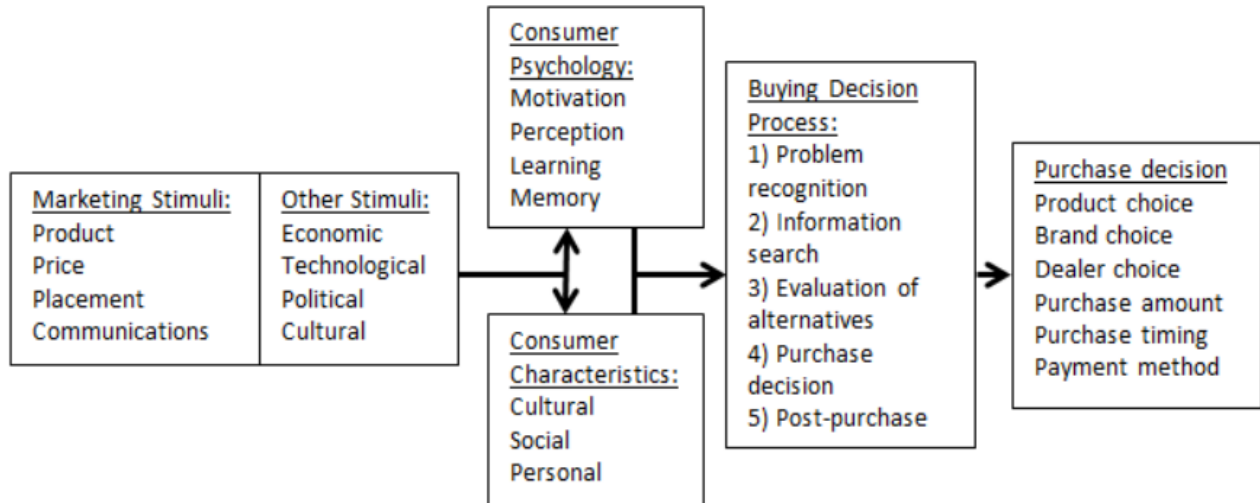 Marketing Stimuli:
Product
Price
Placement
Communications
Other Stimuli:
Economic
Technological
Political
Cultural
Consumer
Psychology:
Motivation
Perception
Learning
Memory
Consumer
Characteristics:
Cultural
Social
Personal
Buying Decision
Process:
1) Problem
recognition
2) Information
search
3) Evaluation of
alternatives
4) Purchase
decision
5) Post-purchase
Purchase decision
Product choice
Brand choice
Dealer choice
Purchase amount
Purchase timing
Payment method